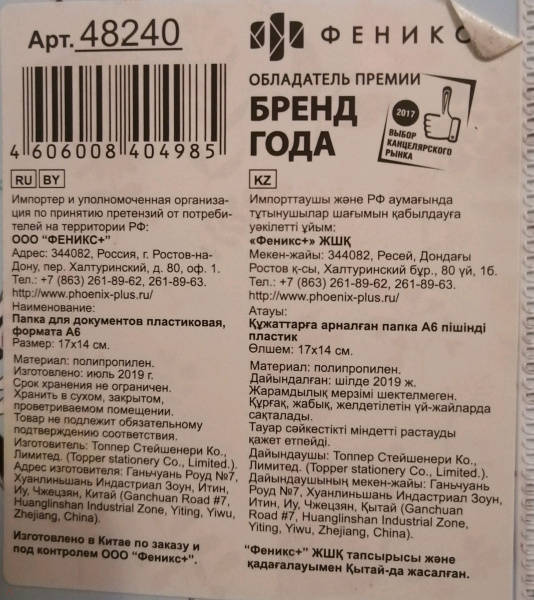 Арт. 48240
4 606008 404985
ФЕНИКС
ОБЛАДАТЕЛЬ ПРЕМИИ
БРЕНД
ГОДА
2017
ВЫБОР
КАНЦЕЛЯРСКОГО
РЫНКА
RU BY
Импортер и уполномоченная организа-
ция по принятию претензий от потреби-
телей на территории РФ:
ООО "ФЕНИКС+"
Адрес: 344082, Россия, г. Ростов-на-
Дону, пер. Халтуринский, д. 80, оф. 1.
Тел.: +7 (863) 261-89-62, 261-89-63.
http://www.phoenix-plus.ru/
Наименование:
Папка для документов пластиковая,
формата А6
Размер: 17х14 см.
Материал: полипропилен.
Изготовлено: июль 2019 г.
Срок хранения не ограничен.
Хранить в сухом, закрытом,
проветриваемом помещении.
Товар не подлежит обязательному
подтверждению соответствия.
Изготовитель: Топпер Стейшенери Ко.,
Лимитед. (Topper stationery Co., Limited.).
Адрес изготовителя: Ганьчуань Роуд №7,
Хуанлиньшан Индастриал Зоун, Итин,
Иу, Чжецзян, Китай (Ganchuan Road #7,
Huanglinshan Industrial Zone, Yiting, Yiwu,
Zhejiang, China).
Изготовлено в Китае по заказу и
под контролем ООО "Феникс+".
KZ
Импорттаушы және РФ аумағында
тұтынушылар шағымын қабылдауға
уәкілетті ұйым:
«Феникс+» ЖШҚ
Мекен-жайы: 344082, Ресей, Дондағы
Ростов қ-сы, Халтуринский бұр., 80 үй, 1б.
Тел.: +7 (863) 261-89-62, 261-89-63.
http://www.phoenix-plus.ru/
Атауы:
Құжаттарға арналған папка А6 пішінді
пластик
Өлшем: 17х14 см.
Материал: полипропилен.
Дайындалған: шілде 2019 ж.
Жарамдылық мерзімі шектелмеген.
Құрғақ, жабық, желдетілетін үй-жайларда
сақталады.
Тауар сәйкестікті міндетті растауды
қажет етпейді.
Дайындаушы: Топпер Стейшенери Ко.,
Лимитед. (Topper stationery Co., Limited.).
Дайындаушының мекен-жайы: Ганьчуань
Роуд №7, Хуанлиньшан Индастриал Зоун,
Итин, Иу, Чжецзян, Қытай (Ganchuan
Road #7, Huanglinshan Industrial Zone,
Yiting, Yiwu, Zhejiang, China).
"Феникс+" ЖШҚ тапсырысы және
қадағалауымен Қытай-да жасалған.